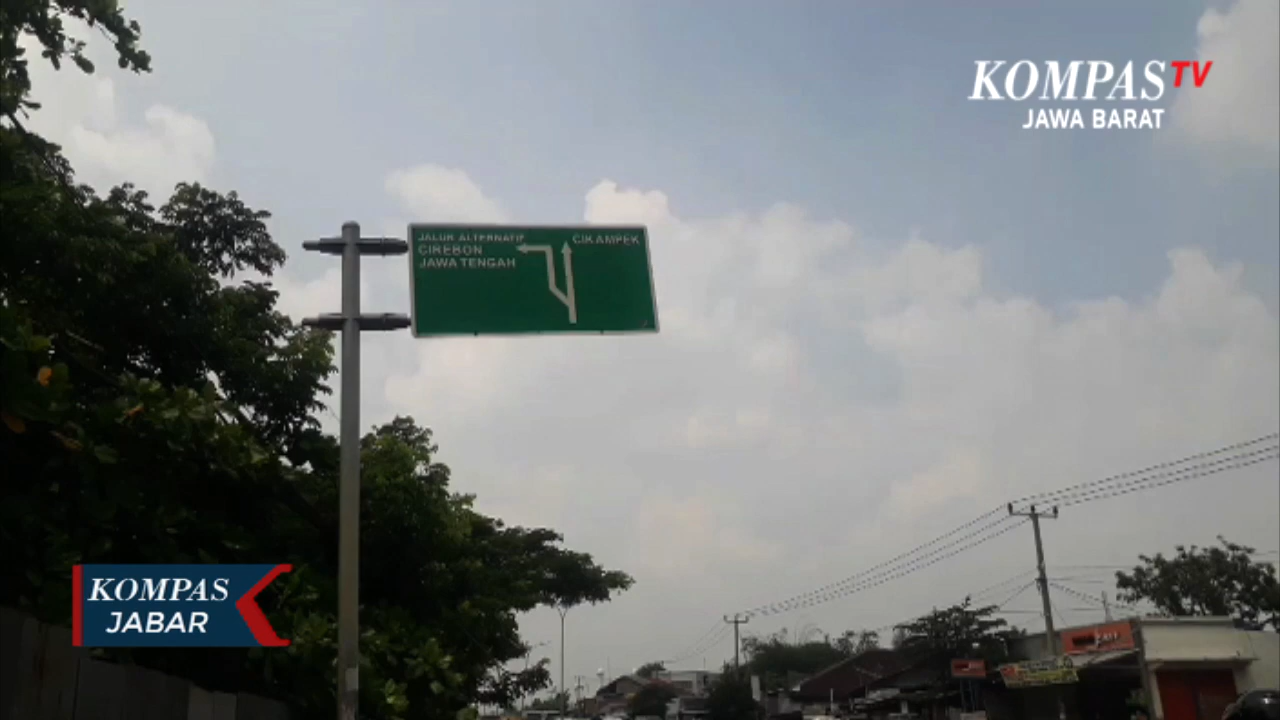 KOMPAS TV
JAWA BARAT
JALUR ALTERNATIF
CIREBON
JAWA TENGAH
CIKAMPEK
KOMPAS
JABAR